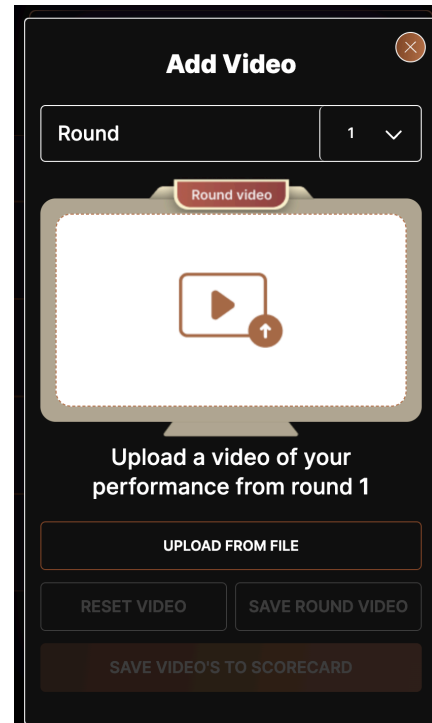 Add Video
Round
1
Round video
Upload a video of your
performance from round 1
UPLOAD FROM FILE
RESET VIDEO
SAVE ROUND VIDEO
SAVE VIDEO'S TO SCORECARD